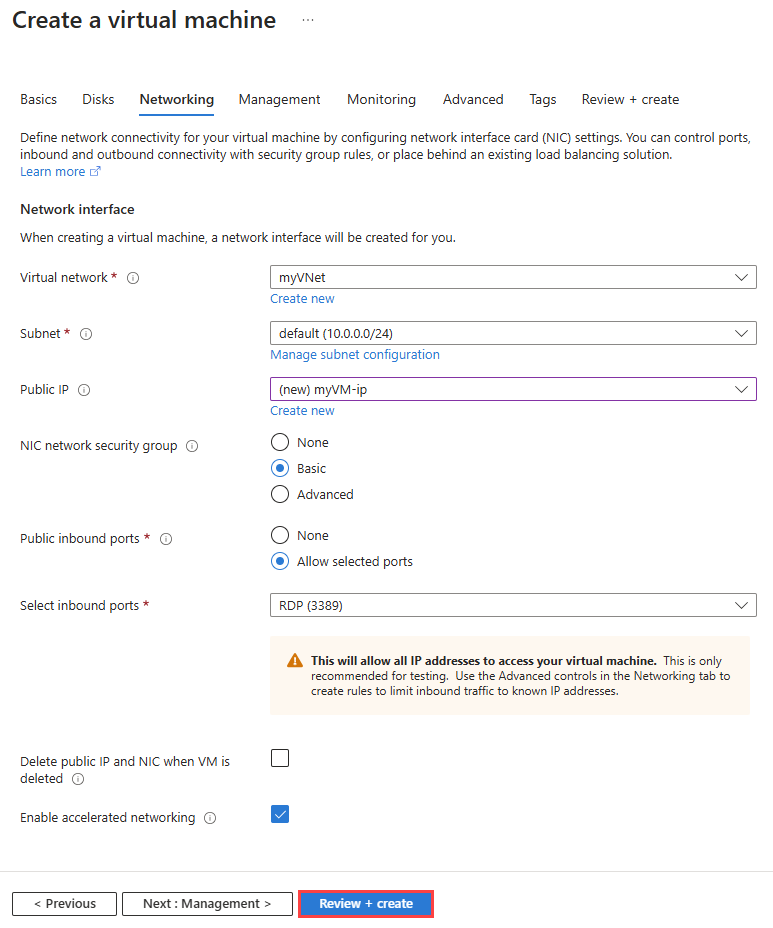 Create a virtual machine ...
Basics Disks Networking Management Monitoring Advanced Tags Review + create
Define network connectivity for your virtual machine by configuring network interface card (NIC) settings. You can control ports,
inbound and outbound connectivity with security group rules, or place behind an existing load balancing solution.
Learn more
Network interface
When creating a virtual machine, a network interface will be created for you.
Virtual network * myVNet
Create new
Subnet * default (10.0.0.0/24)
Manage subnet configuration
Public IP (new) myVM-ip
Create new
NIC network security group None
Basic
Advanced
Public inbound ports * None
Allow selected ports
Select inbound ports * RDP (3389)
This will allow all IP addresses to access your virtual machine. This is only
recommended for testing. Use the Advanced controls in the Networking tab to
create rules to limit inbound traffic to known IP addresses.
Delete public IP and NIC when VM is
deleted
Enable accelerated networking
< Previous Next : Management > Review + create